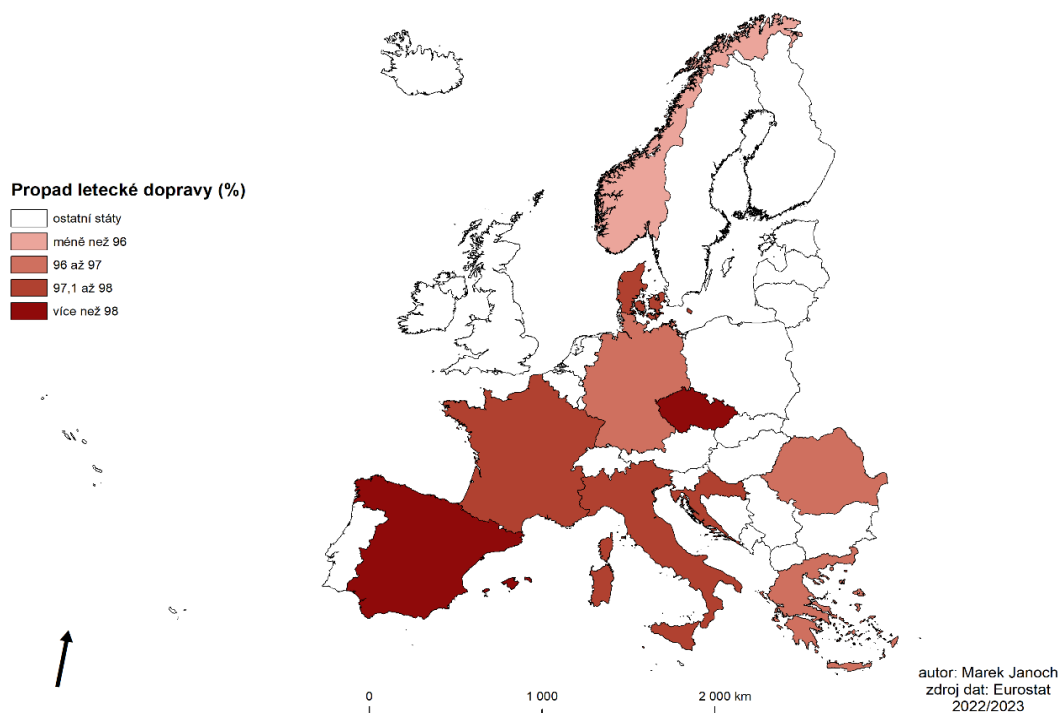 Propad letecké dopravy (%)
ostatní státy
méně než 96
96 až 97
97,1 až 98
více než 98
autor: Marek Janoch
zdroj dat: Eurostat
2022/2023
0 1 000 2 000 km